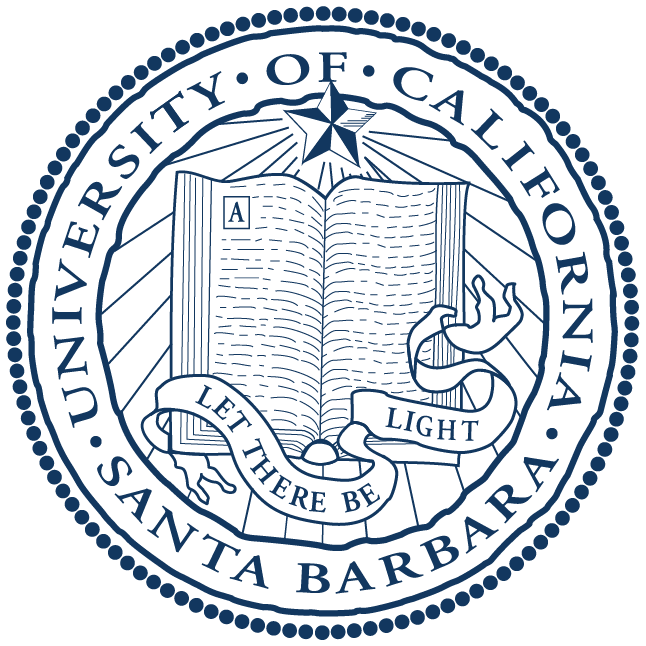 UNIVERSITY · OF · CALIFORNIA
· SANTA BARBARA ·
A
LET THERE BE
LIGHT